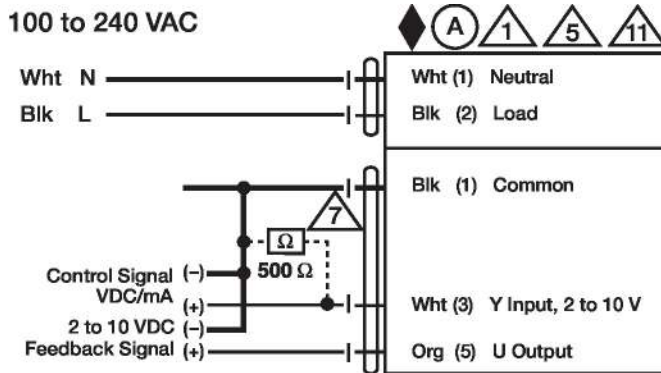 100 to 240 VAC
A 1 5 11
Wht N
Wht (1) Neutral
Blk L
Blk (2) Load
Blk (1) Common
7
Ω
500 Ω
Control Signal (–)
VDC/mA
(+)
Wht (3) Y Input, 2 to 10 V
2 to 10 VDC (–)
Feedback Signal (+)
Org (5) U Output